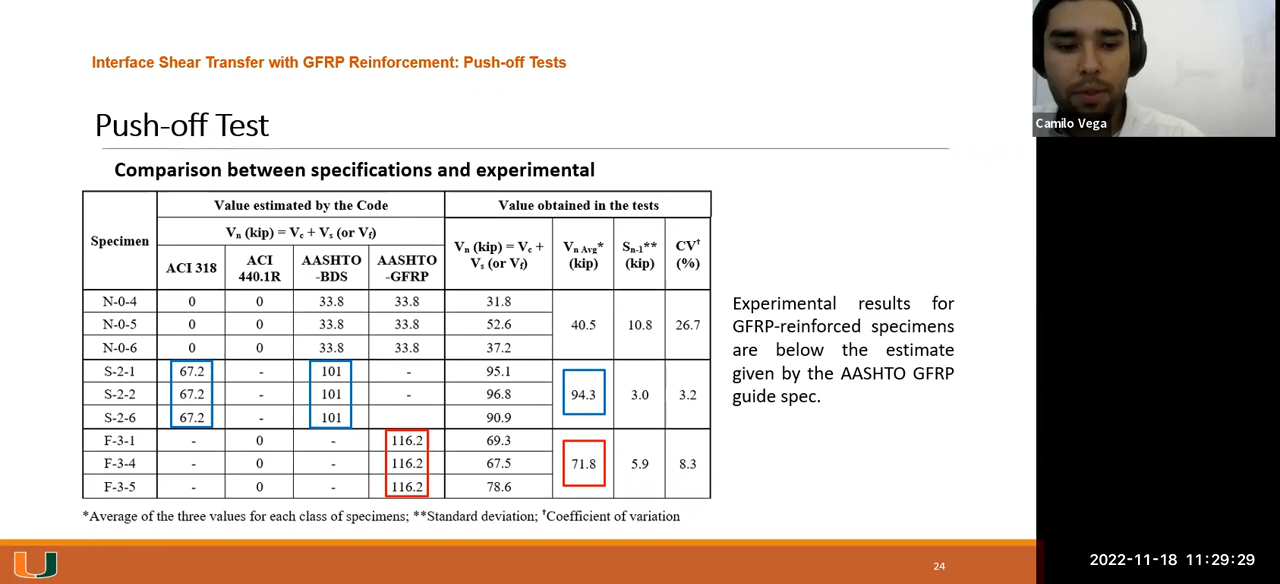 Interface Shear Transfer with GFRP Reinforcement: Push-off Tests
Push-off Test
Comparison between specifications and experimental
Specimen
Value estimated by the Code
Value obtained in the tests
Vn (kip) = Vc + Vs (or Vf)
ACI 318
ACI 440.1R
AASHTO -BDS
AASHTO -GFRP
Vn (kip) = Vc + Vs (or Vf)
Vn Avg* (kip)
Sn-1** (kip)
CV† (%)
N-0-4 0 0 33.8 33.8 31.8
N-0-5 0 0 33.8 33.8 52.6 40.5 10.8 26.7
N-0-6 0 0 33.8 33.8 37.2
S-2-1 67.2 - 101 - 95.1
S-2-2 67.2 - 101 - 96.8 94.3 3.0 3.2
S-2-6 67.2 - 101 90.9
F-3-1 - 0 - 116.2 69.3
F-3-4 - 0 - 116.2 67.5 71.8 5.9 8.3
F-3-5 - 0 - 116.2 78.6
*Average of the three values for each class of specimens; **Standard deviation; †Coefficient of variation
Experimental results for
GFRP-reinforced specimens
are below the estimate
given by the AASHTO GFRP
guide spec.
24
Camilo Vega
2022-11-18 11:29:29